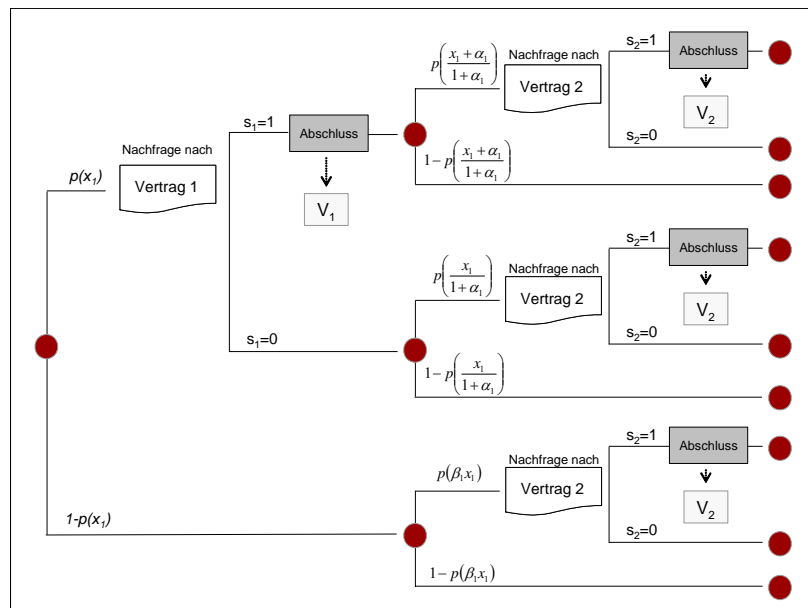 p(x₁)
Nachfrage nach
Vertrag 1
s₁=1
Abschluss
V₁
p((x₁ + α₁)/(1 + α₁))
Nachfrage nach
Vertrag 2
s₂=1
Abschluss
V₂
s₂=0
1 − p((x₁ + α₁)/(1 + α₁))
s₁=0
p(x₁/(1 + α₁))
Nachfrage nach
Vertrag 2
s₂=1
Abschluss
V₂
s₂=0
1 − p(x₁/(1 + α₁))
1-p(x₁)
p(β₁x₁)
Nachfrage nach
Vertrag 2
s₂=1
Abschluss
V₂
s₂=0
1 − p(β₁x₁)